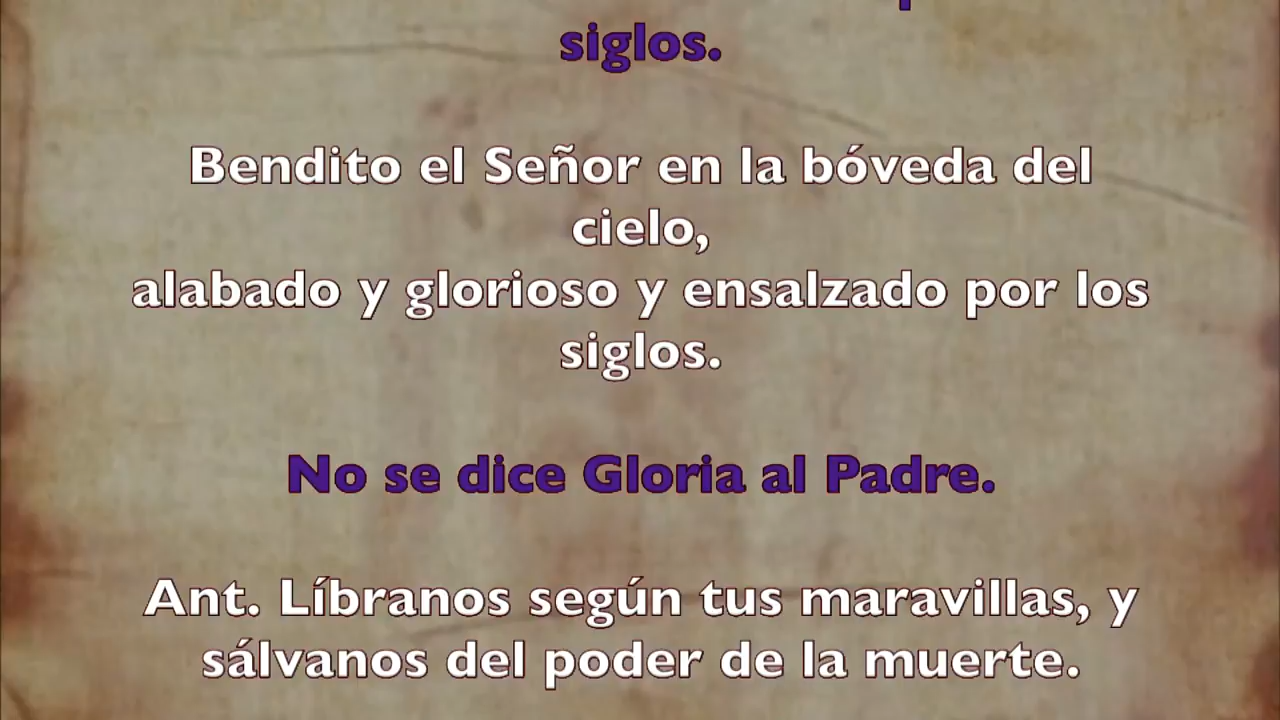 siglos.
Bendito el Señor en la bóveda del
cielo,
alabado y glorioso y ensalzado por los
siglos.
No se dice Gloria al Padre.
Ant. Líbranos según tus maravillas, y
sálvanos del poder de la muerte.